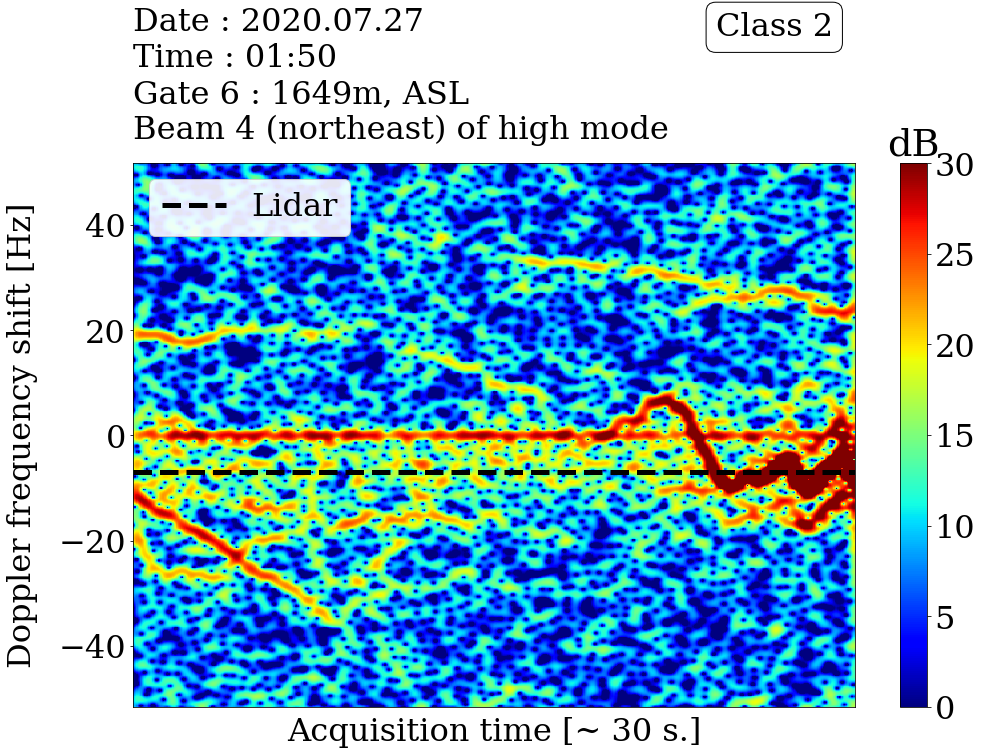 Date : 2020.07.27
Time : 01:50
Gate 6 : 1649m, ASL
Beam 4 (northeast) of high mode
Class 2
dB
Lidar
Doppler frequency shift [Hz]
40
20
0
−20
−40
30
25
20
15
10
5
0
Acquisition time [~ 30 s.]